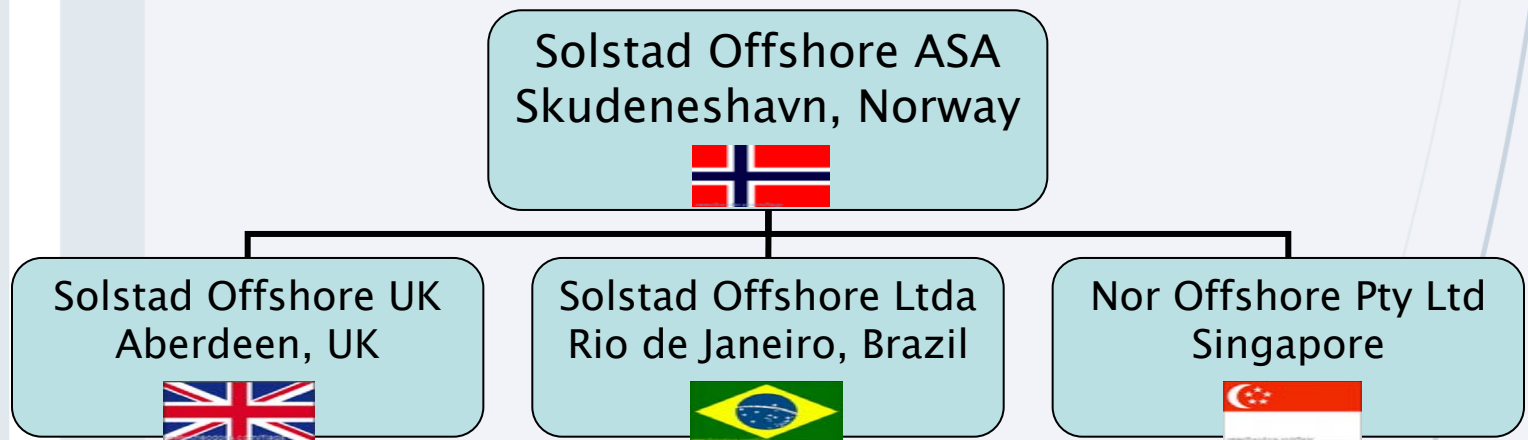 Solstad Offshore ASA
Skudeneshavn, Norway
Solstad Offshore UK
Aberdeen, UK
Solstad Offshore Ltda
Rio de Janeiro, Brazil
Nor Offshore Pty Ltd
Singapore